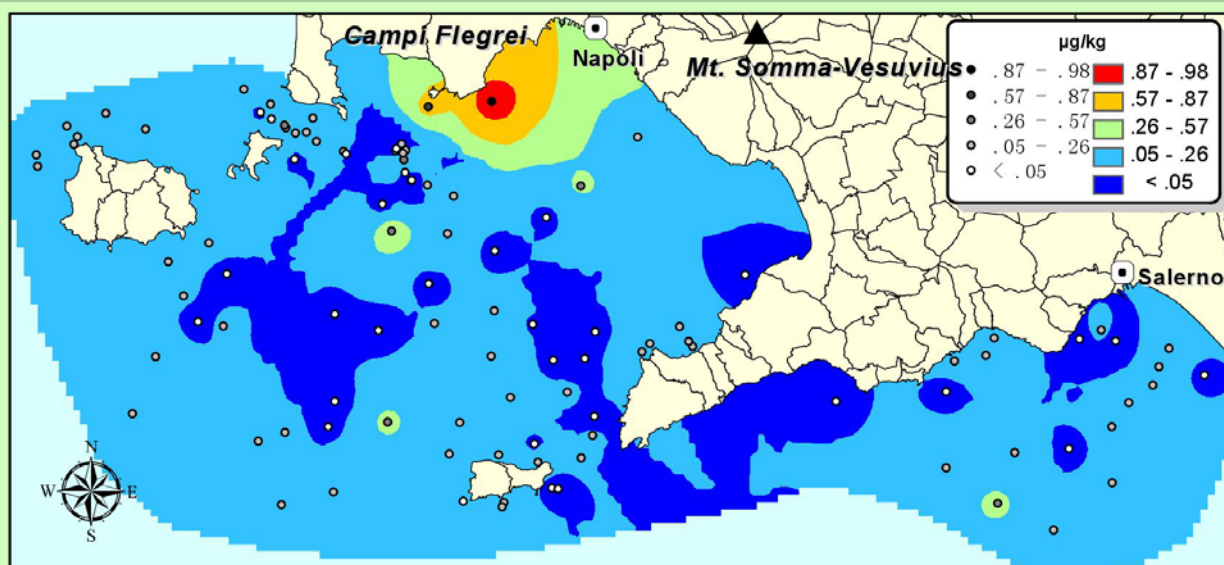 Campi Flegrei
Napoli
Mt. Somma-Vesuvius
µg/kg
.87 - .98 .87 - .98
.57 - .87 .57 - .87
.26 - .57 .26 - .57
.05 - .26 .05 - .26
< .05 < .05
Salerno
N
W E
S